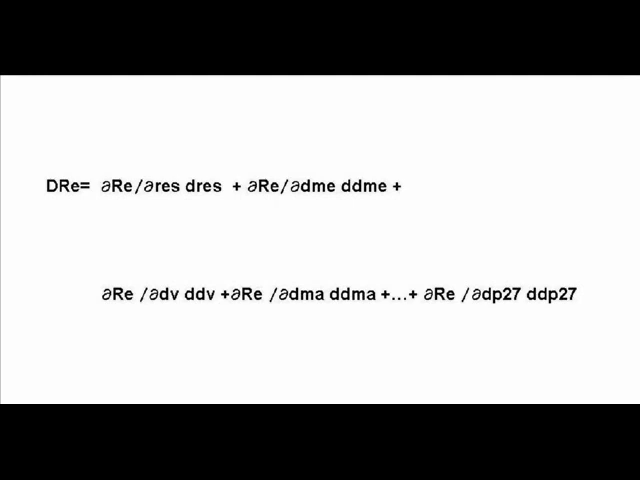 DRe= ∂Re/∂res dres + ∂Re/∂dme ddme +
∂Re /∂dv ddv +∂Re /∂dma ddma +...+ ∂Re /∂dp27 ddp27